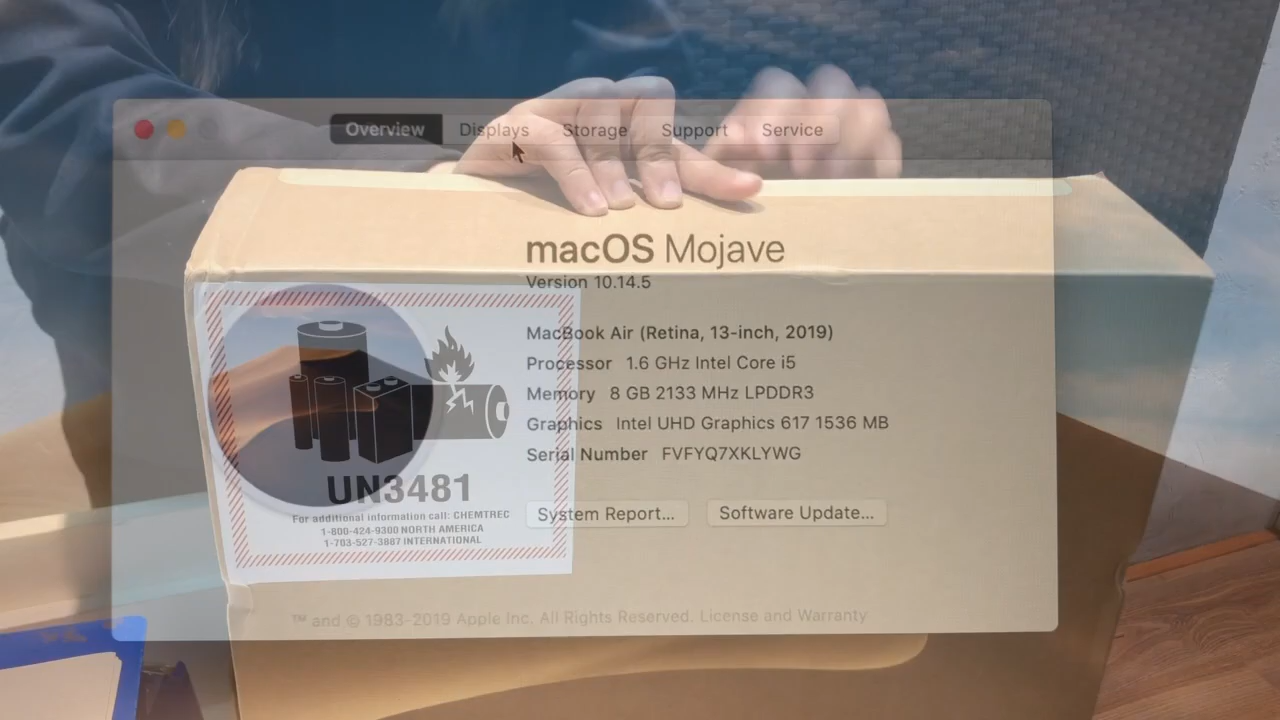 Overview Displays Storage Support Service
macOS Mojave
Version 10.14.5
MacBook Air (Retina, 13-inch, 2019)
Processor 1.6 GHz Intel Core i5
Memory 8 GB 2133 MHz LPDDR3
Graphics Intel UHD Graphics 617 1536 MB
Serial Number FVFYQ7XKLYWG
System Report... Software Update...
™ and © 1983-2019 Apple Inc. All Rights Reserved. License and Warranty
UN3481
For additional information call: CHEMTREC
1-800-424-9300 NORTH AMERICA
1-703-527-3887 INTERNATIONAL